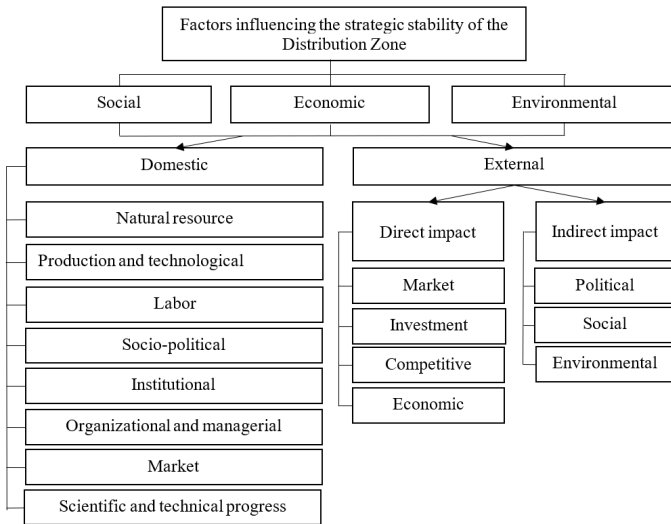 Factors influencing the strategic stability of the
Distribution Zone
Social
Economic
Environmental
Domestic
External
Natural resource
Production and technological
Labor
Socio-political
Institutional
Organizational and managerial
Market
Scientific and technical progress
Direct impact
Market
Investment
Competitive
Economic
Indirect impact
Political
Social
Environmental